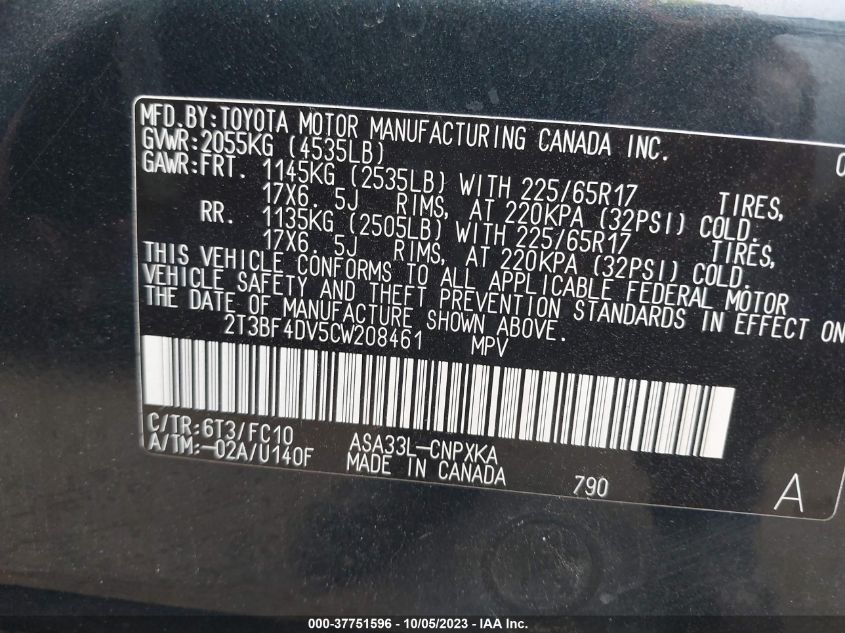 MFD.BY:TOYOTA MOTOR MANUFACTURING CANADA INC.
GVWR:2055KG (4535LB)
GAWR:FRT. 1145KG (2535LB) WITH 225/65R17 TIRES,
17X6. 5J RIMS, AT 220KPA (32PSI) COLD.
RR. 1135KG (2505LB) WITH 225/65R17 TIRES,
17X6. 5J RIMS, AT 220KPA (32PSI) COLD.
THIS VEHICLE CONFORMS TO ALL APPLICABLE FEDERAL MOTOR
VEHICLE SAFETY AND THEFT PREVENTION STANDARDS IN EFFECT ON
THE DATE OF MANUFACTURE SHOWN ABOVE.
2T3BF4DV5CW208461 MPV
C/TR:6T3/FC10 ASA33L-CNPXKA
A/TM:-02A/U140F MADE IN CANADA
790 A
000-37751596 - 10/05/2023 - IAA Inc.